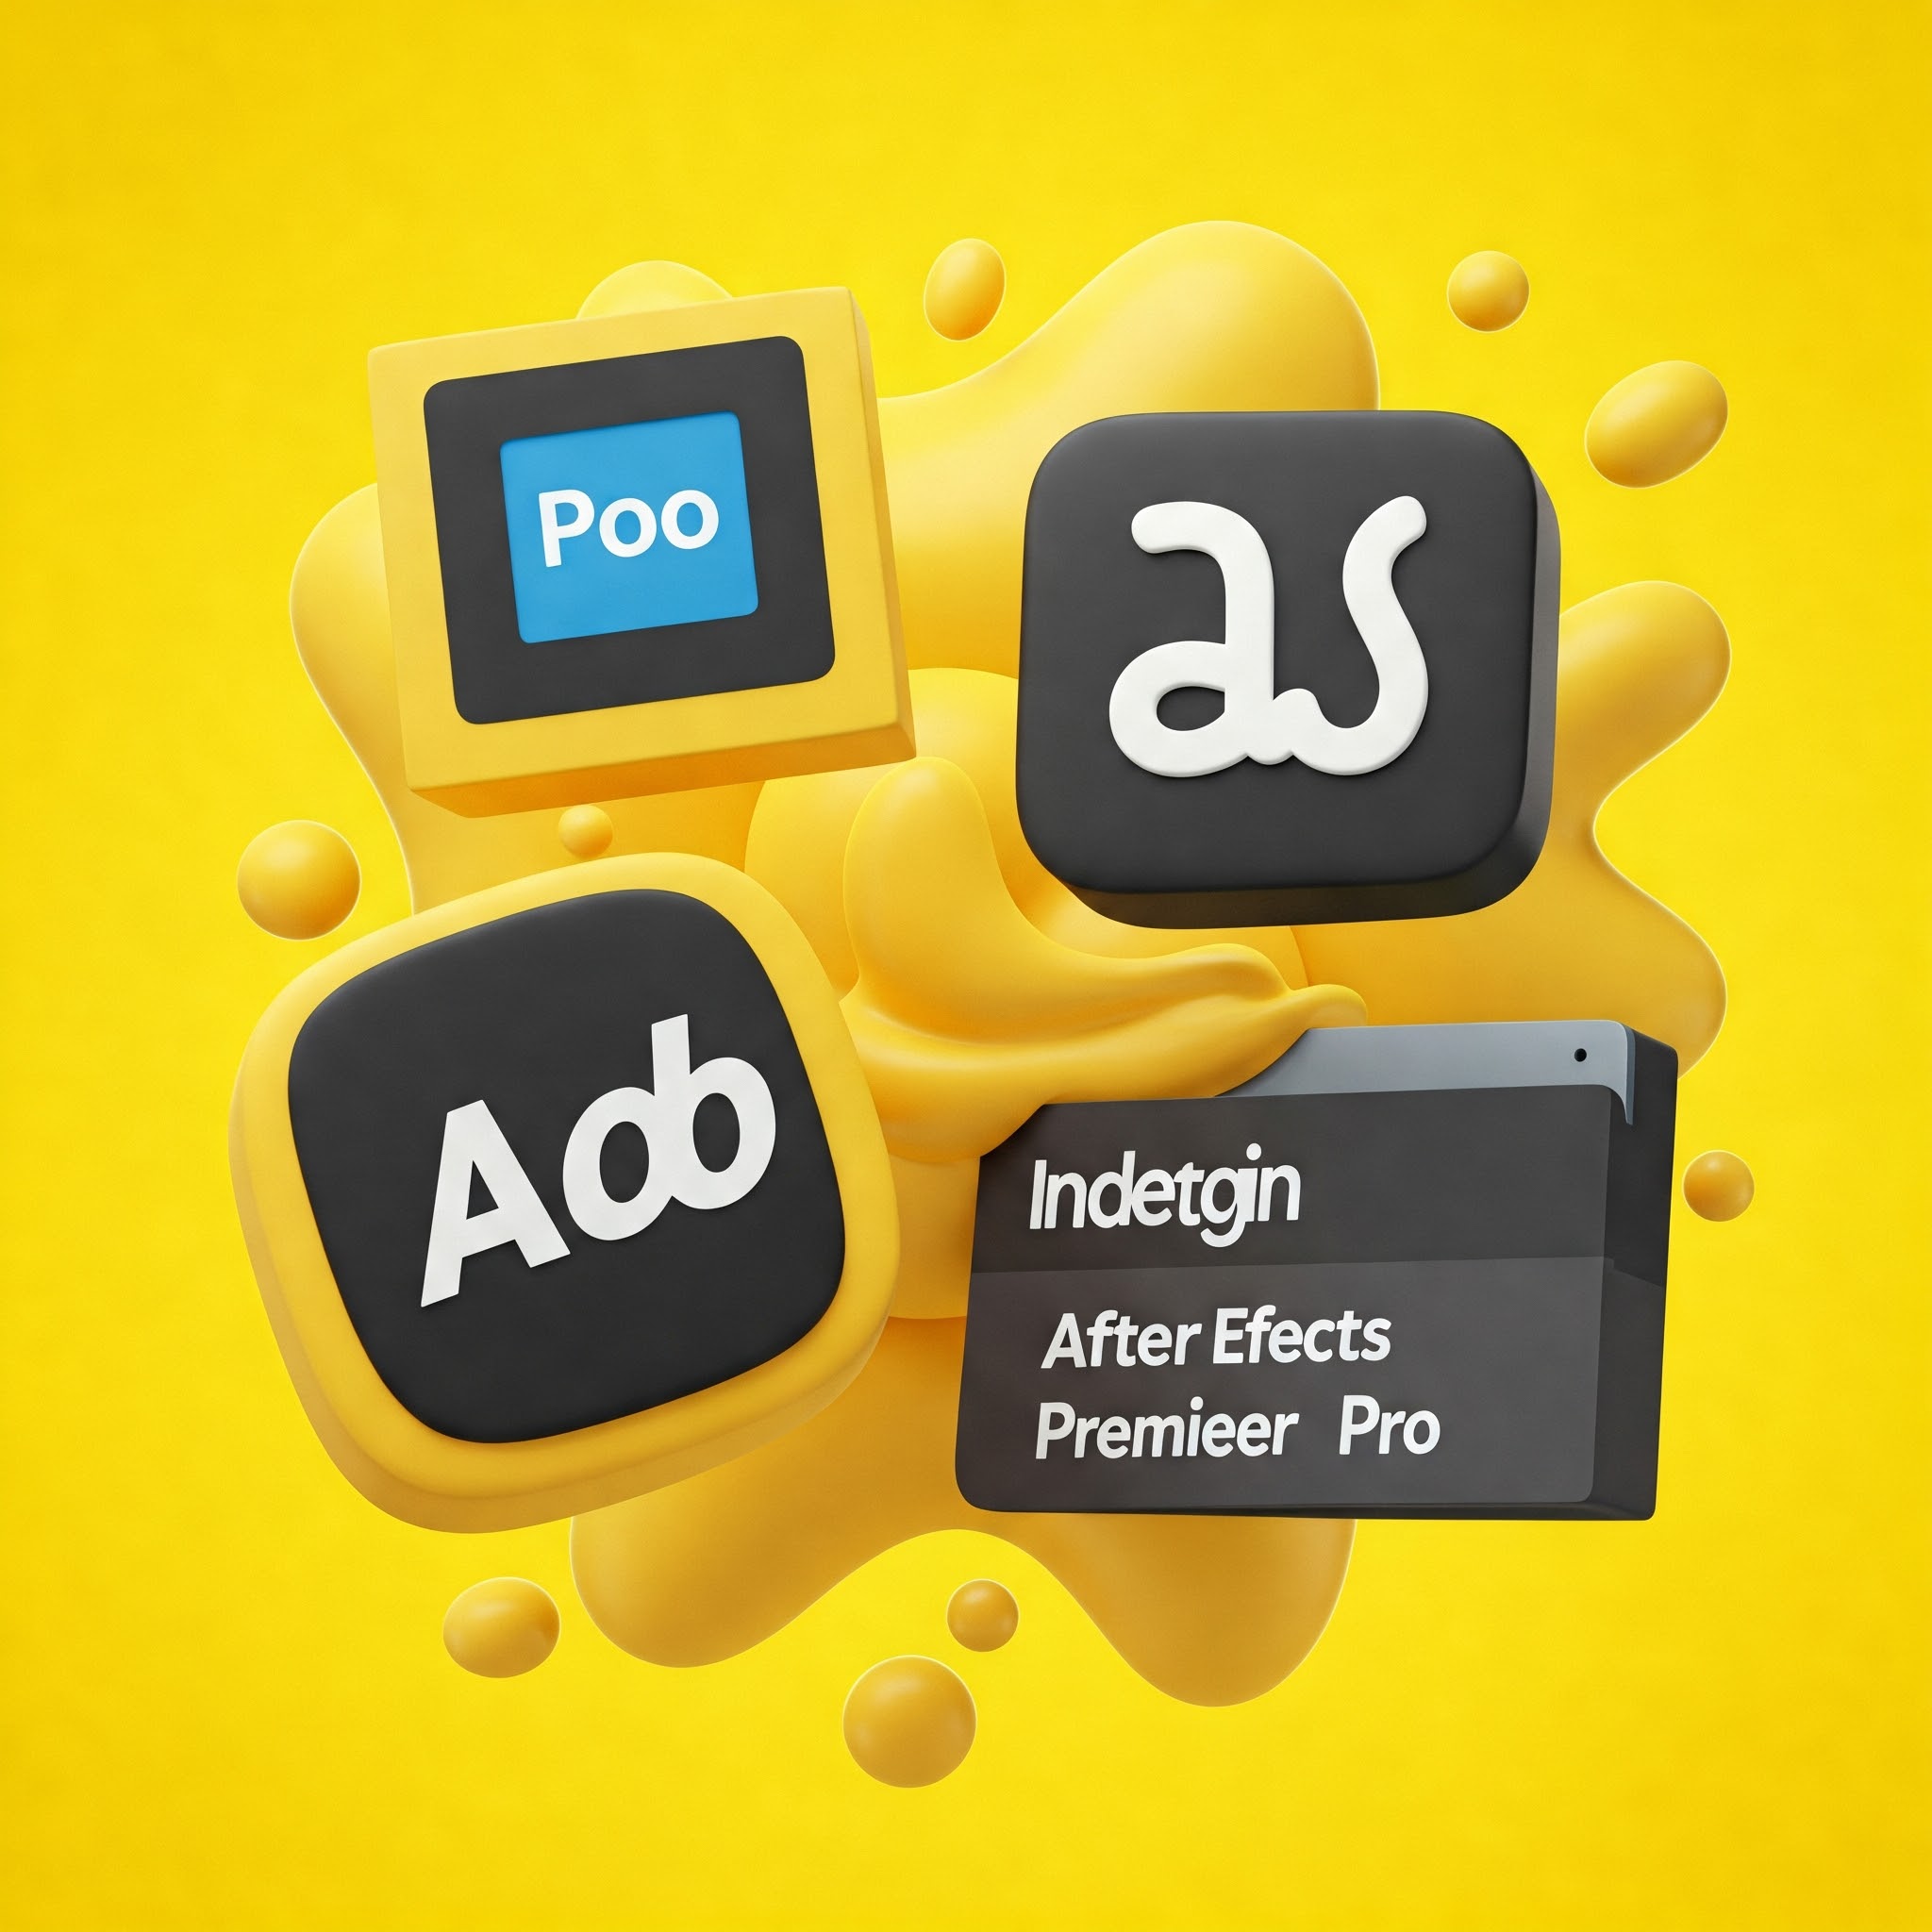 Poo
as
Aob
Indetgin
After Efects
Premieer Pro